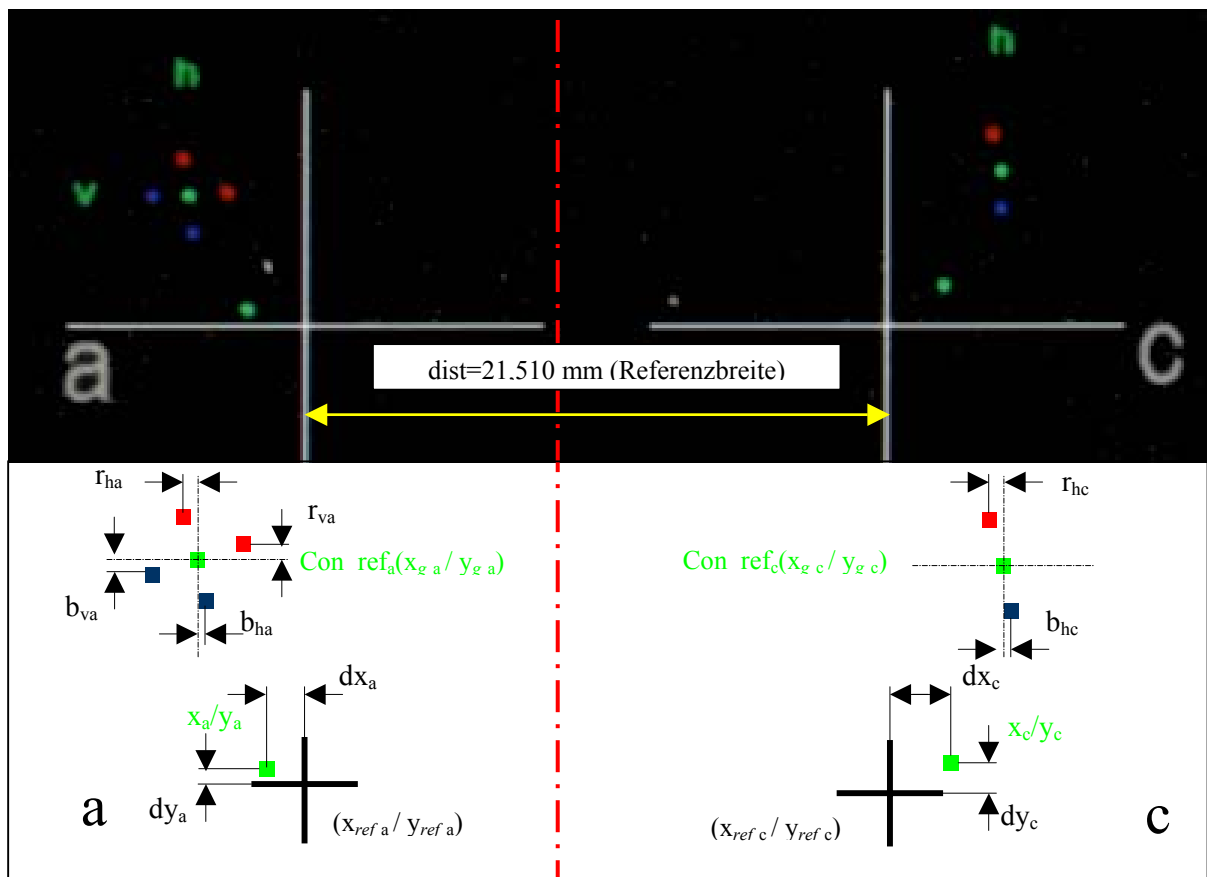 h
h
v
a
c
dist=21.510 mm (Referenzbreite)
r_ha
r_hc
r_va
Con ref_a(x_g a / y_g a)
Con ref_c(x_g c / y_g c)
b_va
b_ha
b_hc
dx_a
dx_c
x_a/y_a
x_c/y_c
a
dy_a
(x_ref a / y_ref a)
(x_ref c / y_ref c)
dy_c
c